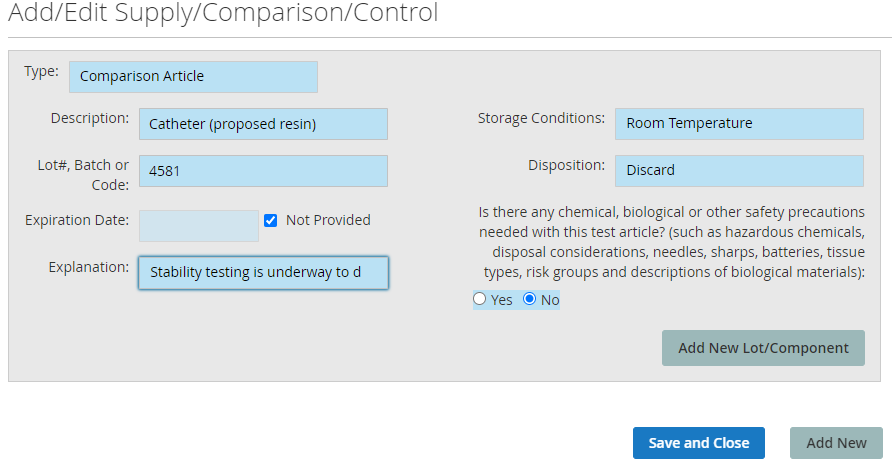 Add/Edit Supply/Comparison/Control
Type: Comparison Article
Description: Catheter (proposed resin)
Storage Conditions: Room Temperature
Lot#, Batch or
Code: 4581
Disposition: Discard
Expiration Date: Not Provided
Is there any chemical, biological or other safety precautions
needed with this test article? (such as hazardous chemicals,
disposal considerations, needles, sharps, batteries, tissue
types, risk groups and descriptions of biological materials):
Explanation: Stability testing is underway to d
Yes No
Add New Lot/Component
Save and Close Add New